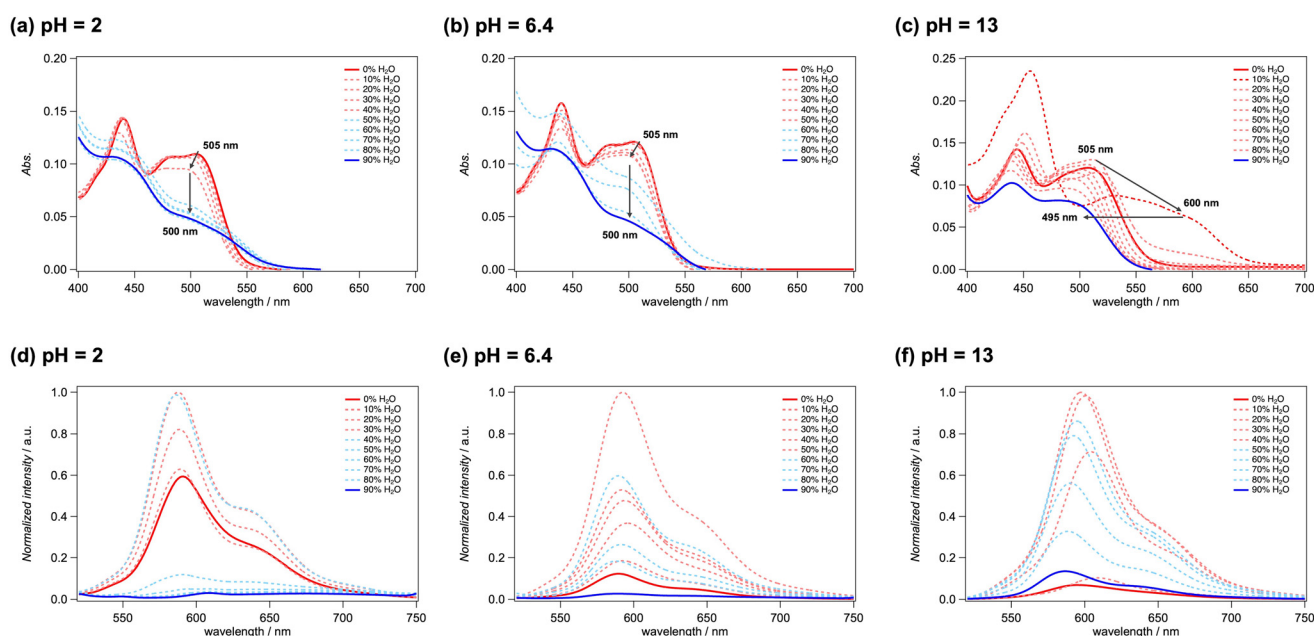 (a) pH = 2
(b) pH = 6.4
(c) pH = 13
0.20
0.15
0.10
0.05
0.00
Abs.
400 450 500 550 600 650 700
wavelength / nm
505 nm
500 nm
0% H2O
10% H2O
20% H2O
30% H2O
40% H2O
50% H2O
60% H2O
70% H2O
80% H2O
90% H2O
0.20
0.15
0.10
0.05
0.00
Abs.
400 450 500 550 600 650 700
wavelength / nm
505 nm
500 nm
0% H2O
10% H2O
20% H2O
30% H2O
40% H2O
50% H2O
60% H2O
70% H2O
80% H2O
90% H2O
0.25
0.20
0.15
0.10
0.05
0.00
Abs.
400 450 500 550 600 650 700
wavelength / nm
505 nm
600 nm
495 nm
0% H2O
10% H2O
20% H2O
30% H2O
40% H2O
50% H2O
60% H2O
70% H2O
80% H2O
90% H2O
(d) pH = 2
(e) pH = 6.4
(f) pH = 13
1.0
0.8
0.6
0.4
0.2
0.0
Normalized intensity / a.u.
550 600 650 700 750
wavelength / nm
0% H2O
10% H2O
20% H2O
30% H2O
40% H2O
50% H2O
60% H2O
70% H2O
80% H2O
90% H2O
1.0
0.8
0.6
0.4
0.2
0.0
Normalized intensity / a.u.
550 600 650 700 750
wavelength / nm
0% H2O
10% H2O
20% H2O
30% H2O
40% H2O
50% H2O
60% H2O
70% H2O
80% H2O
90% H2O
1.0
0.8
0.6
0.4
0.2
0.0
Normalized intensity / a.u.
550 600 650 700 750
wavelength / nm
0% H2O
10% H2O
20% H2O
30% H2O
40% H2O
50% H2O
60% H2O
70% H2O
80% H2O
90% H2O